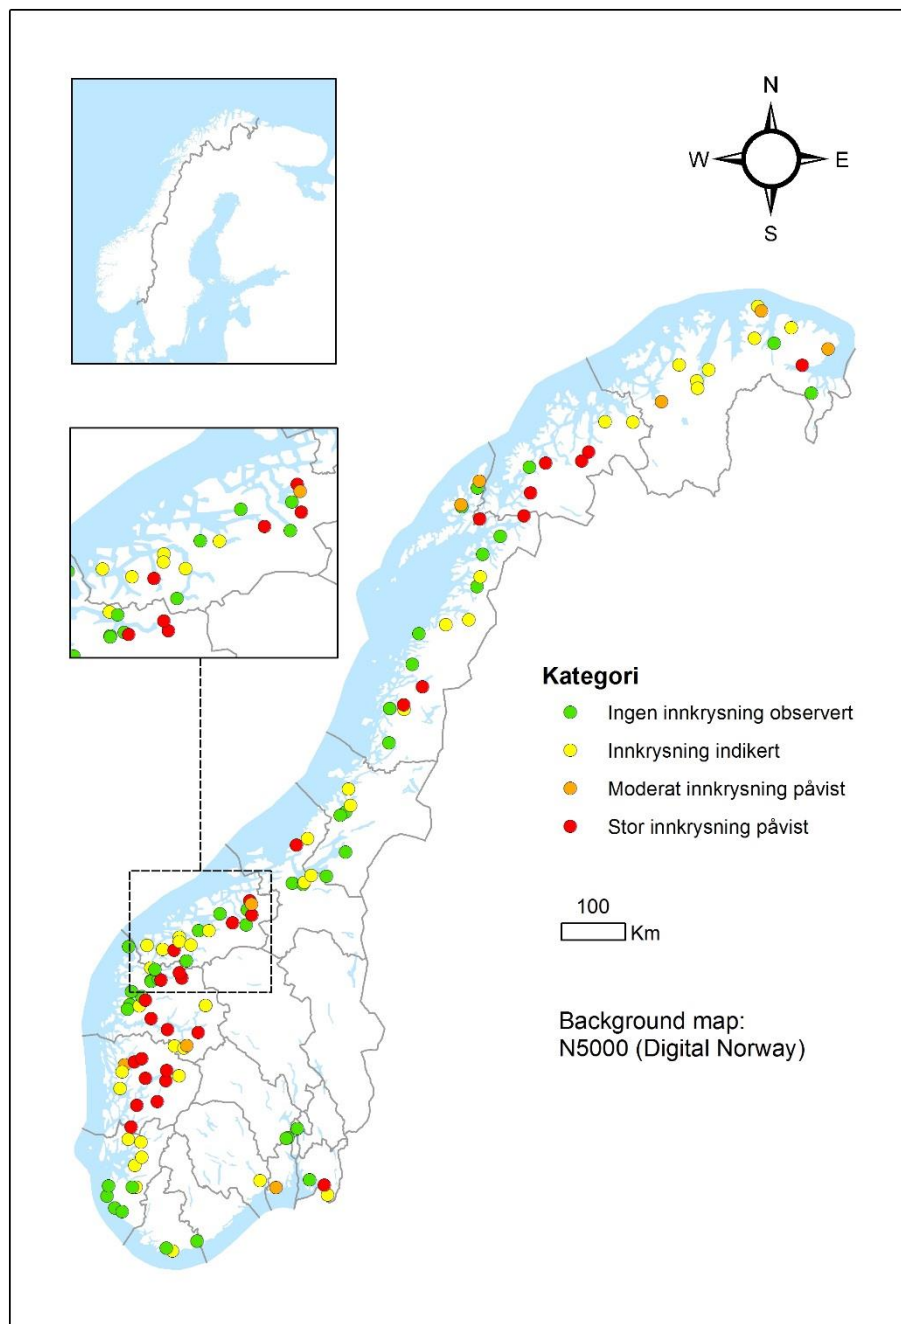 N
W E
S
Kategori
Ingen innkrysning observert
Innkrysning indikert
Moderat innkrysning påvist
Stor innkrysning påvist
100
Km
Background map:
N5000 (Digital Norway)